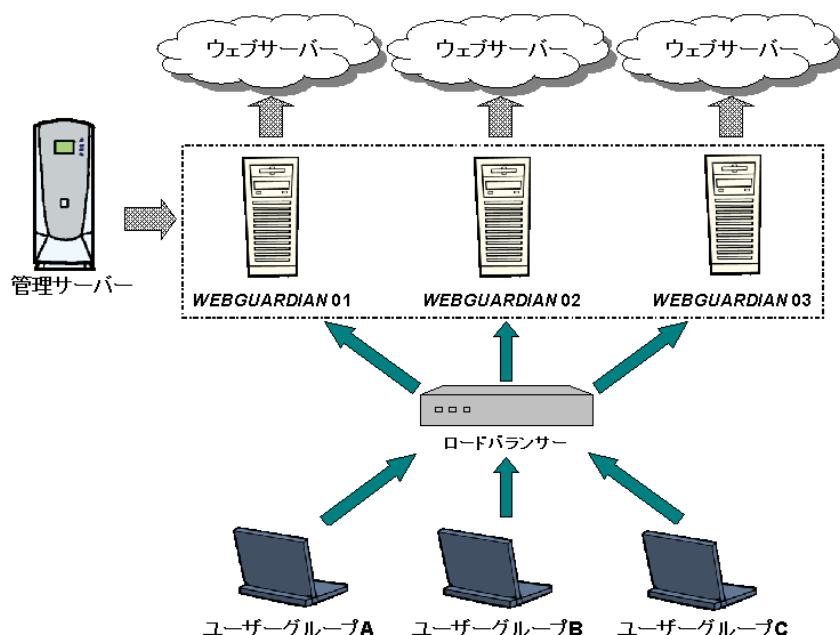 ウェブサーバー
ウェブサーバー
ウェブサーバー
管理サーバー
WEBGUARDIAN 01
WEBGUARDIAN 02
WEBGUARDIAN 03
ロードバランサー
ユーザーグループA
ユーザーグループB
ユーザーグループC